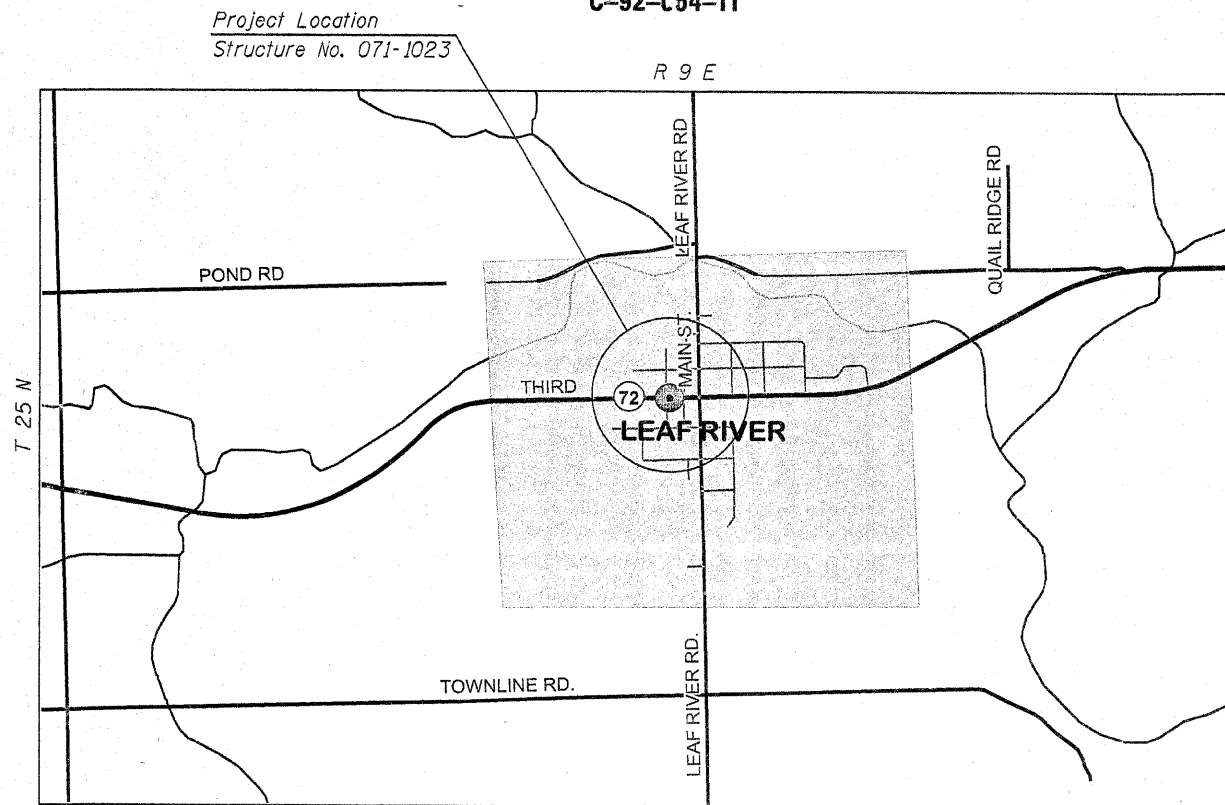 C-92-C54-11
Project Location
Structure No. 071-1023
R 9 E
LEAF RIVER RD
QUAIL RIDGE RD
POND RD
MAIN ST.
T 25 N
THIRD
72
LEAF RIVER
TOWNLINE RD.
LEAF RIVER RD.